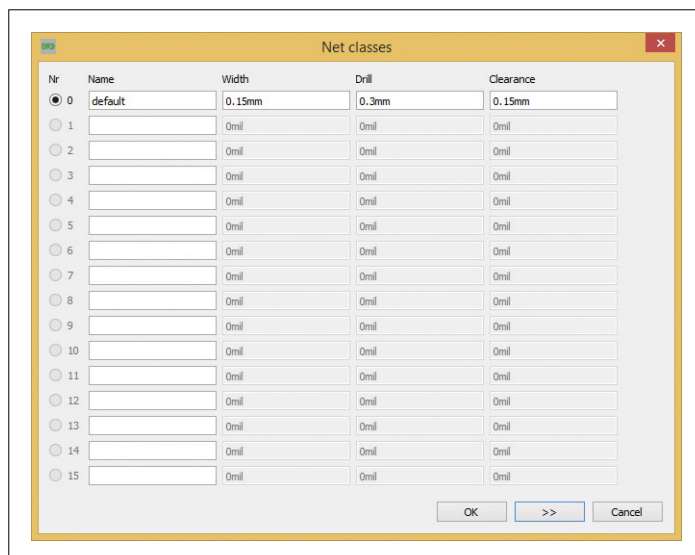 Net classes
Nr Name Width Drill Clearance
0 default 0.15mm 0.3mm 0.15mm
1 0mil 0mil 0mil
2 0mil 0mil 0mil
3 0mil 0mil 0mil
4 0mil 0mil 0mil
5 0mil 0mil 0mil
6 0mil 0mil 0mil
7 0mil 0mil 0mil
8 0mil 0mil 0mil
9 0mil 0mil 0mil
10 0mil 0mil 0mil
11 0mil 0mil 0mil
12 0mil 0mil 0mil
13 0mil 0mil 0mil
14 0mil 0mil 0mil
15 0mil 0mil 0mil
OK >> Cancel